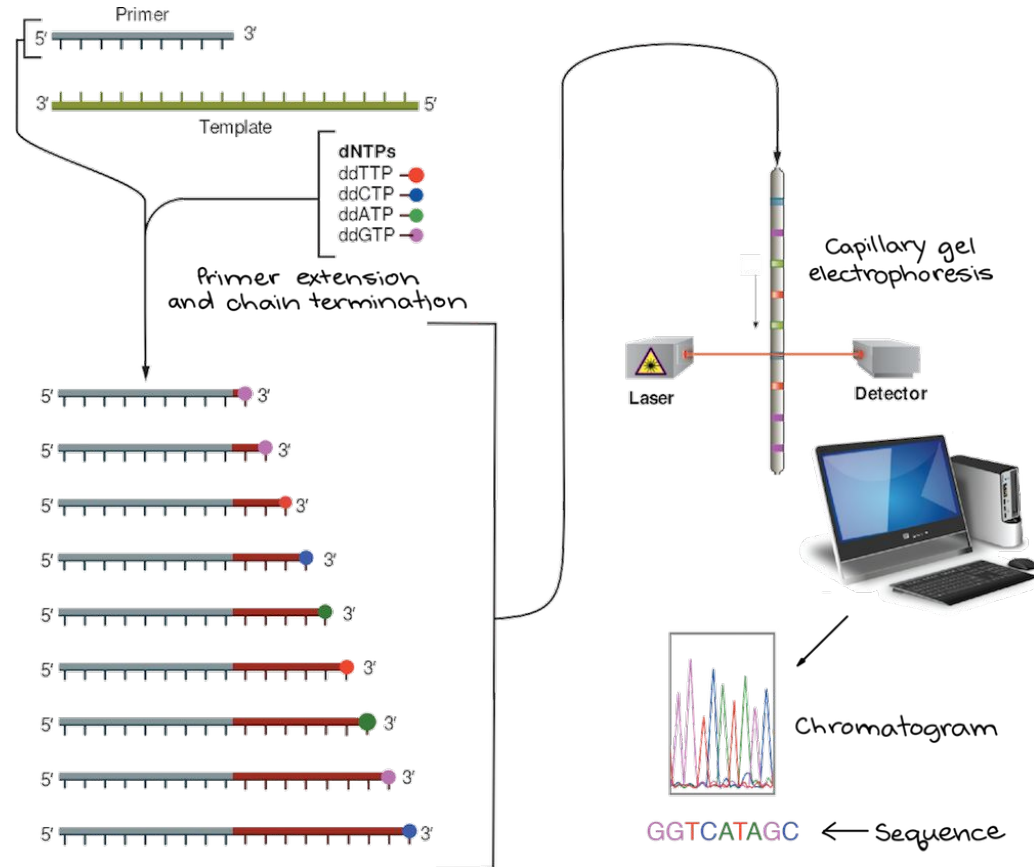 Primer
5′ 3′
3′ 5′
Template
dNTPs
ddTTP
ddCTP
ddATP
ddGTP
Primer extension
and chain termination
5′ 3′
5′ 3′
5′ 3′
5′ 3′
5′ 3′
5′ 3′
5′ 3′
5′ 3′
5′ 3′
Capillary gel
electrophoresis
Laser
Detector
Chromatogram
GGTCATAGC
Sequence